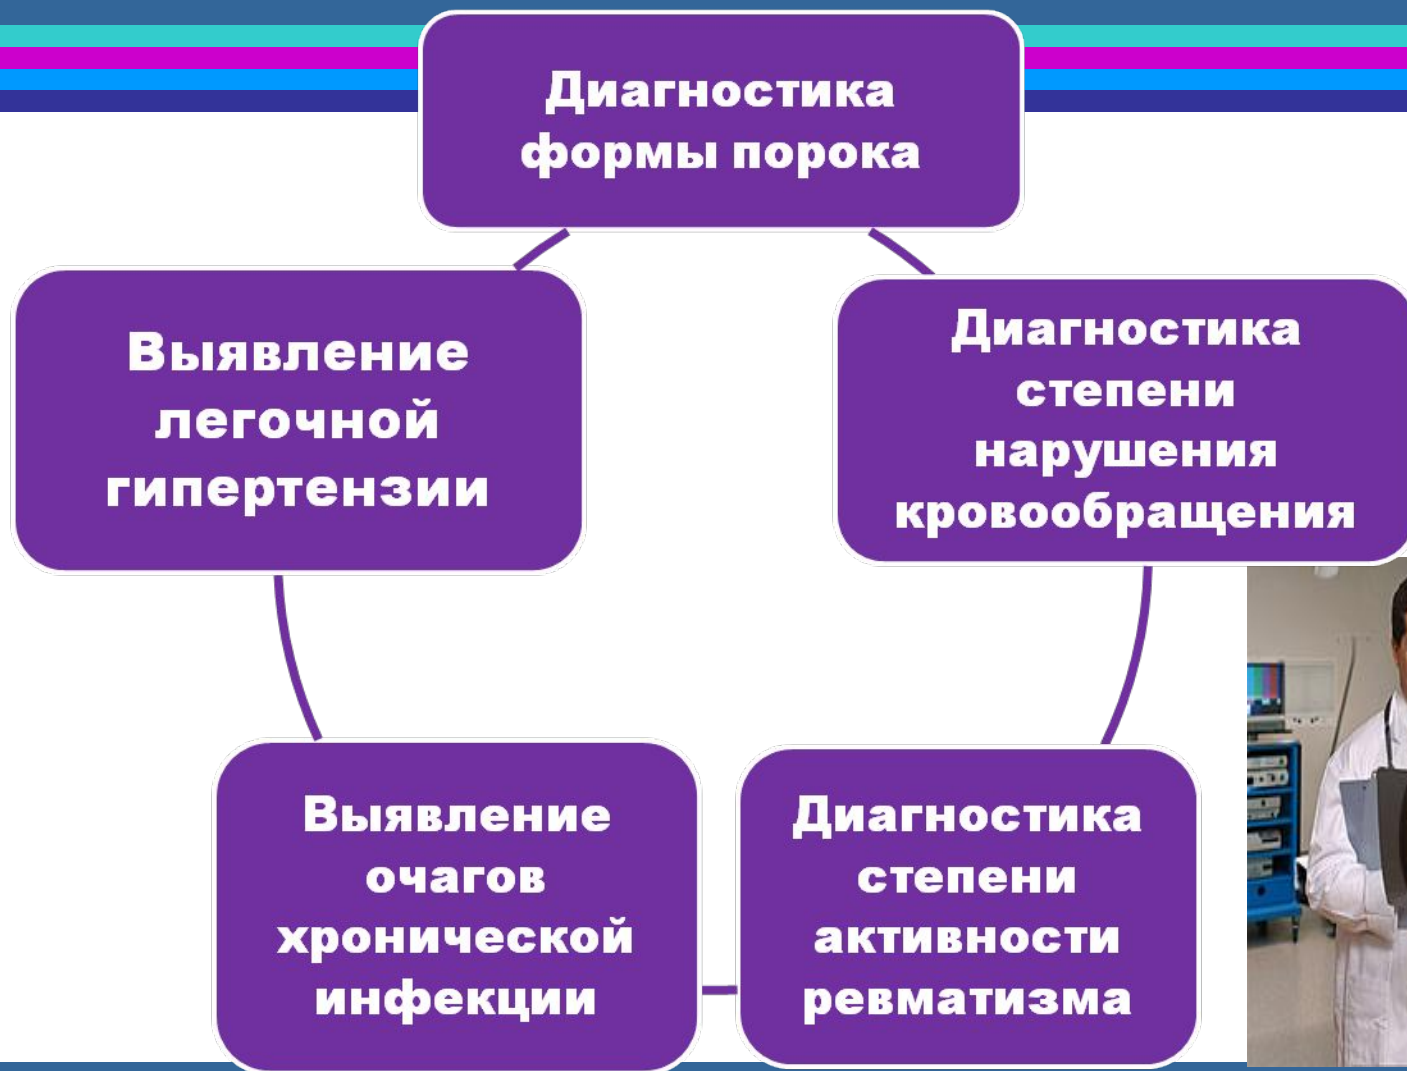 Диагностика
формы порока
Выявление
легочной
гипертензии
Диагностика
степени
нарушения
кровообращения
Выявление
очагов
хронической
инфекции
Диагностика
степени
активности
ревматизма